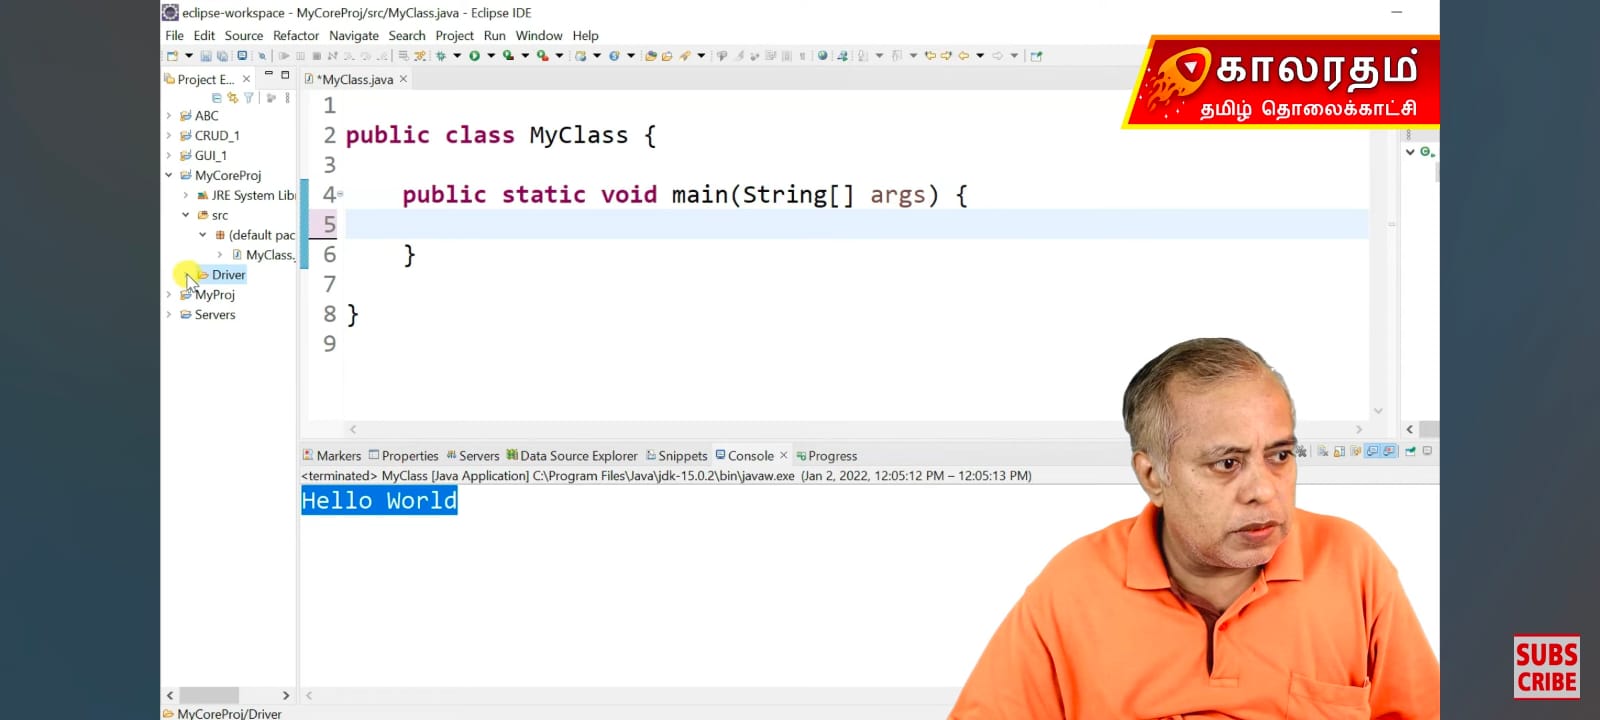 eclipse-workspace - MyCoreProj/src/MyClass.java - Eclipse IDE
File Edit Source Refactor Navigate Search Project Run Window Help
காலரதம்
தமிழ் தொலைக்காட்சி
Project E...
*MyClass.java
ABC
CRUD_1
GUI_1
MyCoreProj
JRE System Lib
src
(default pac
MyClass.
Driver
MyProj
Servers
1
2 public class MyClass {
3
4 public static void main(String[] args) {
5
6 }
7
8 }
9
Markers Properties Servers Data Source Explorer Snippets Console Progress
<terminated> MyClass [Java Application] C:\Program Files\Java\jdk-15.0.2\bin\javaw.exe (Jan 2, 2022, 12:05:12 PM – 12:05:13 PM)
Hello World
MyCoreProj/Driver
SUBS
CRIBE